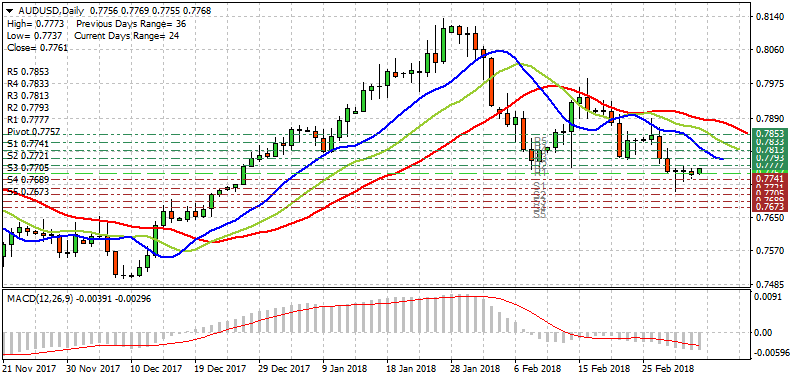 AUDUSD,Daily 0.7756 0.7769 0.7755 0.7768
High= 0.7773 Previous Days Range= 36
Low= 0.7737 Current Days Range= 24
Close= 0.7761
R5 0.7853
R4 0.7833
R3 0.7813
R2 0.7793
R1 0.7777
Pivot 0.7757
S1 0.7741
S2 0.7721
S3 0.7705
S4 0.7689
S5 0.7673
0.8140
0.8060
0.7975
0.7890
0.7853
0.7833
0.7813
0.7793
0.7777
0.7741
0.7721
0.7705
0.7689
0.7673
0.7650
0.7570
0.7485
MACD(12,26,9) -0.00391 -0.00296
0.0091
0.00
-0.00596
21 Nov 2017 30 Nov 2017 10 Dec 2017 19 Dec 2017 29 Dec 2017 9 Jan 2018 18 Jan 2018 28 Jan 2018 6 Feb 2018 15 Feb 2018 25 Feb 2018